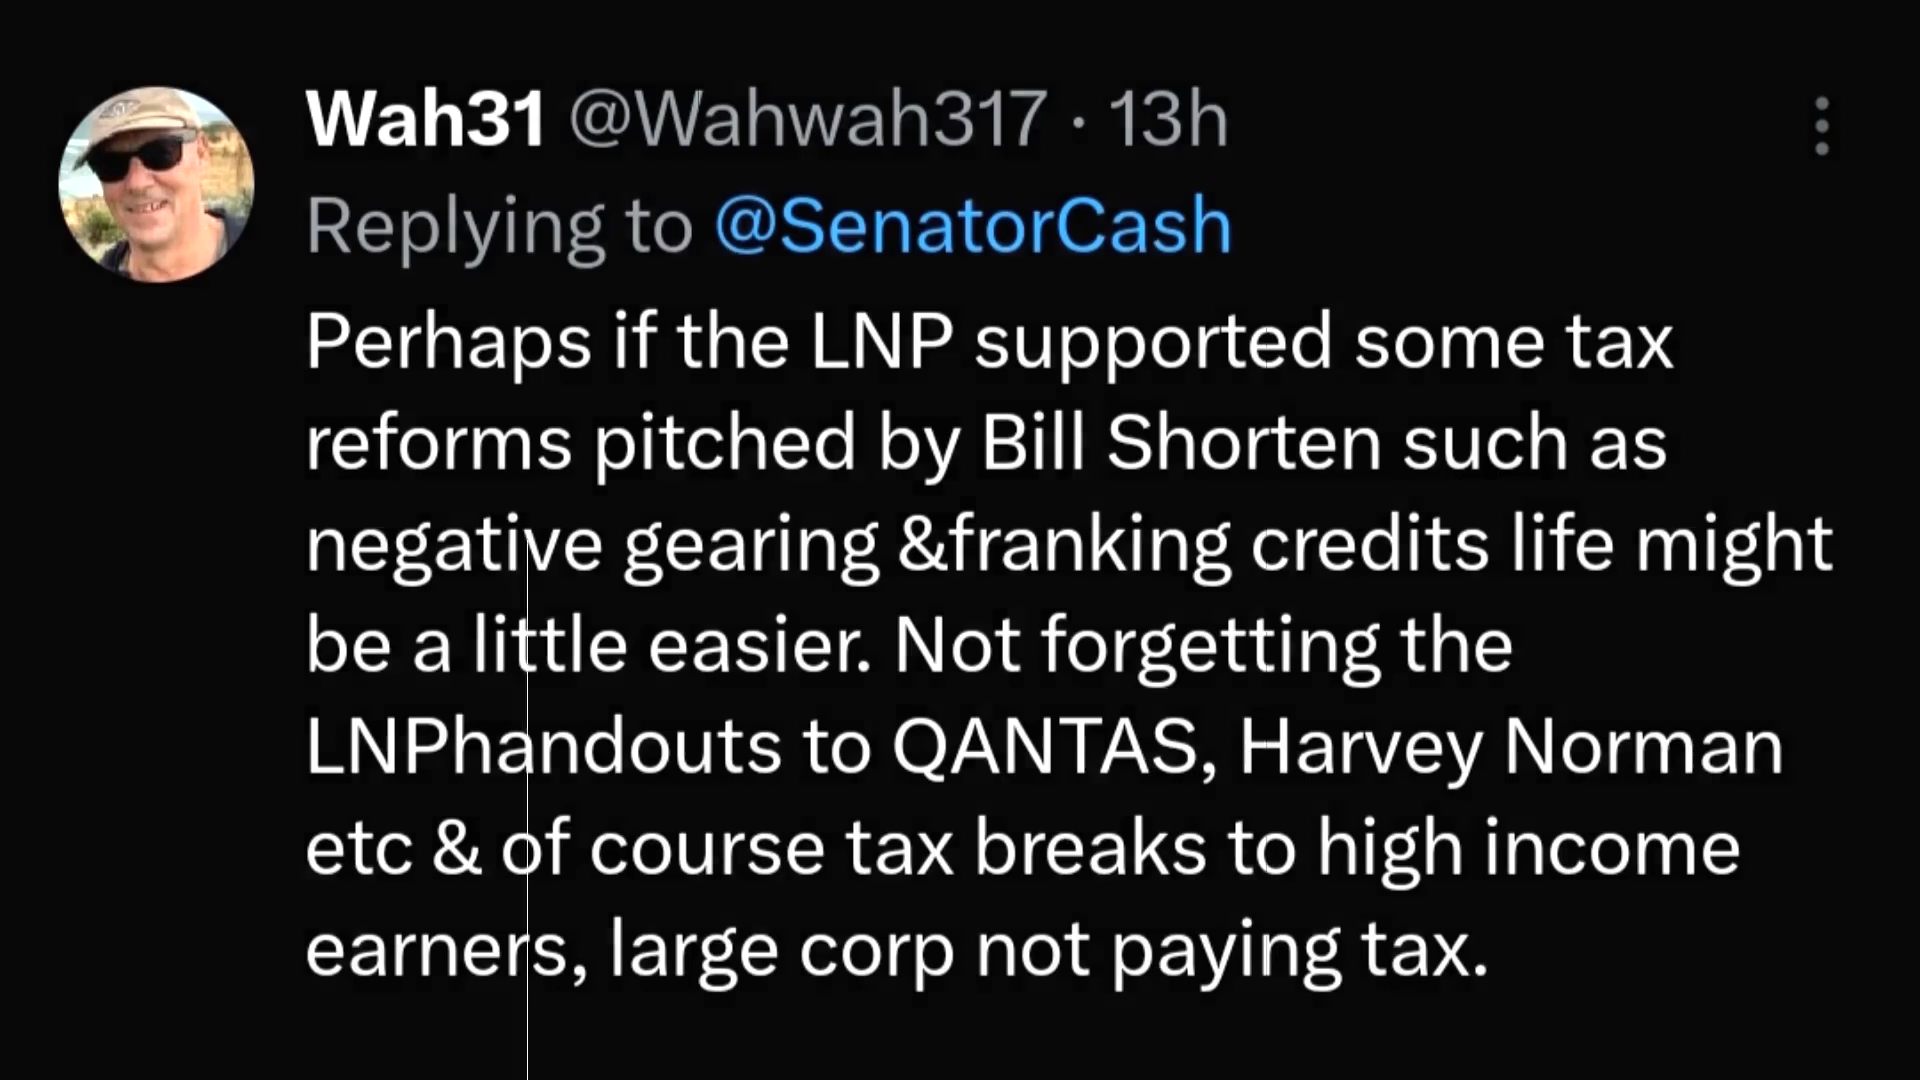 Wah31 @Wahwah317 · 13h
Replying to @SenatorCash
Perhaps if the LNP supported some tax
reforms pitched by Bill Shorten such as
negative gearing &franking credits life might
be a little easier. Not forgetting the
LNPhandouts to QANTAS, Harvey Norman
etc & of course tax breaks to high income
earners, large corp not paying tax.